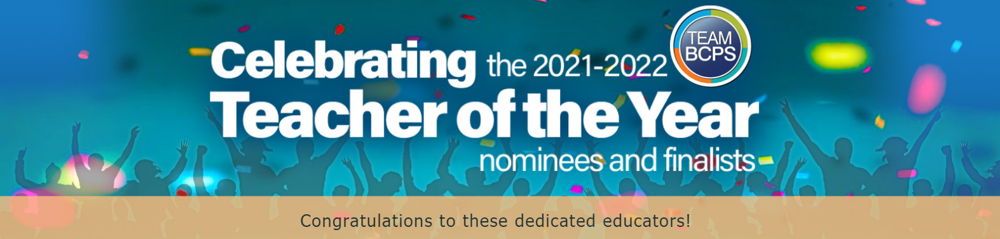 Celebrating the 2021-2022
TEAM
BCPS
Teacher of the Year
nominees and finalists
Congratulations to these dedicated educators!